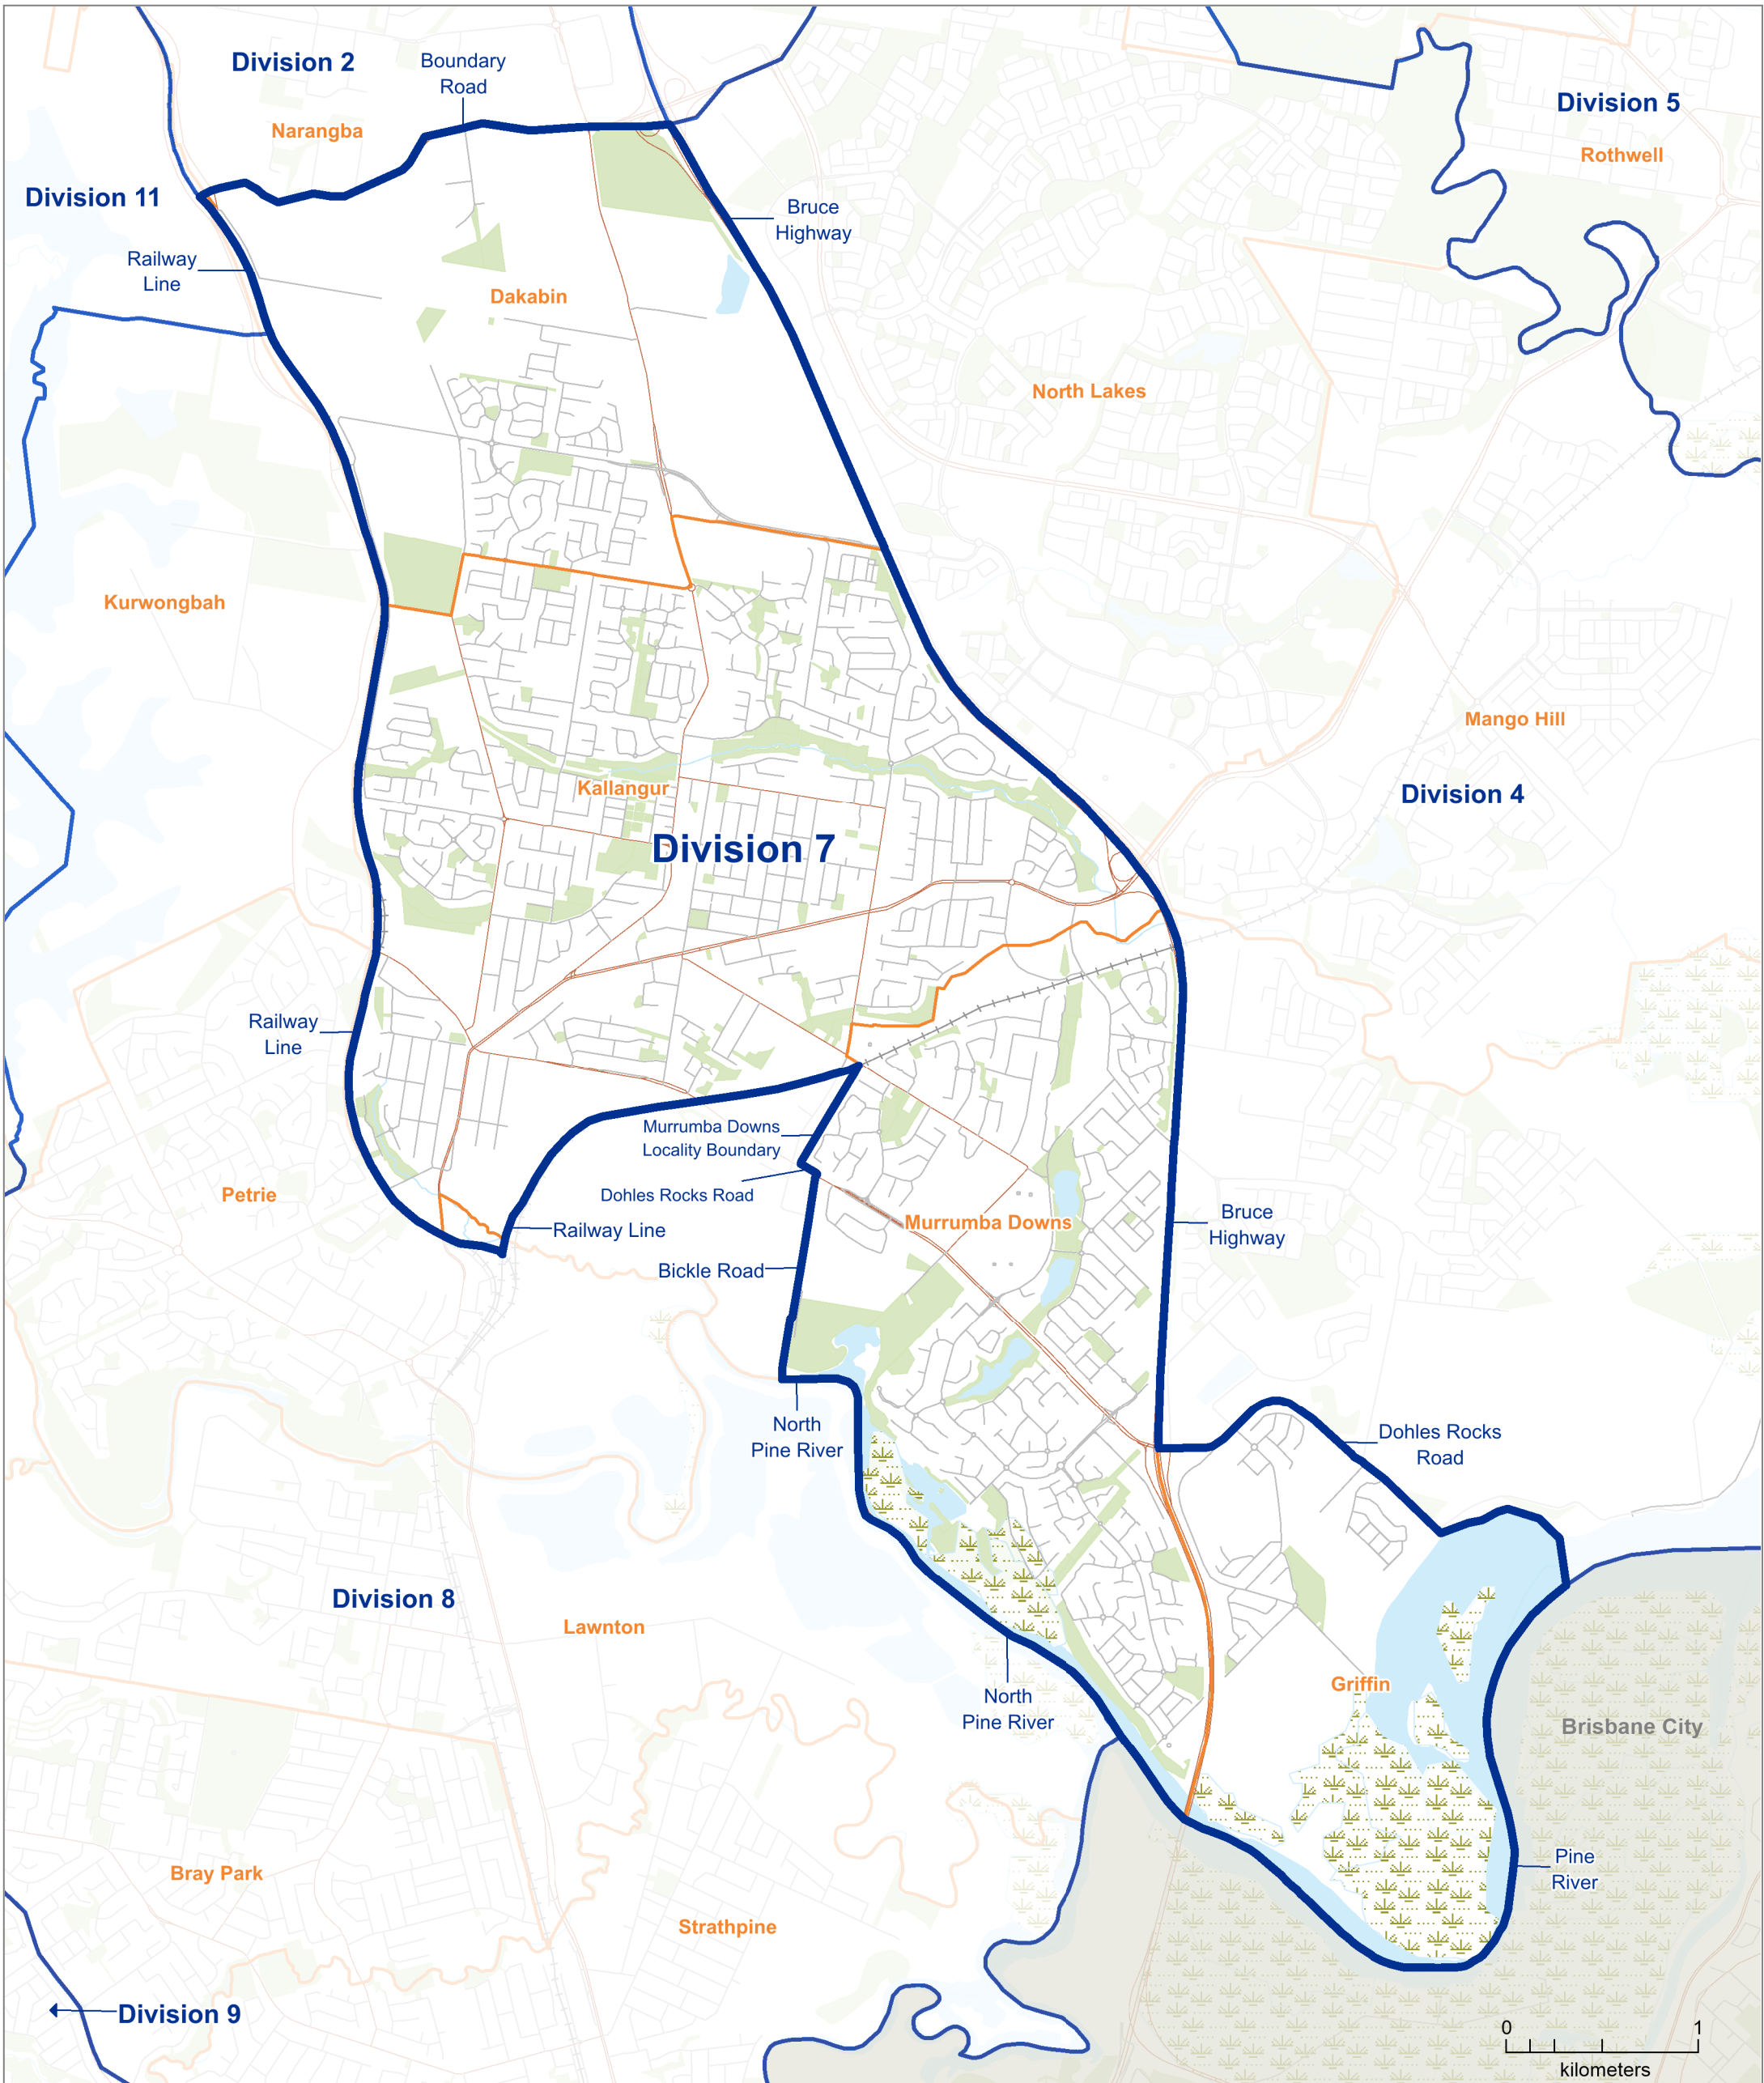 Division 2
Boundary
Road
Narangba
Division 5
Rothwell
Division 11
Bruce
Highway
Railway
Line
Dakabin
North Lakes
Kurwongbah
Mango Hill
Kallangur
Division 4
Division 7
Railway
Line
Murrumba Downs
Locality Boundary
Dohles Rocks Road
Petrie
Railway Line
Murrumba Downs
Bruce
Highway
Bickle Road
North
Pine River
Dohles Rocks
Road
Division 8
Lawnton
Griffin
North
Pine River
Brisbane City
Bray Park
Pine
River
Strathpine
Division 9
0 1
kilometers